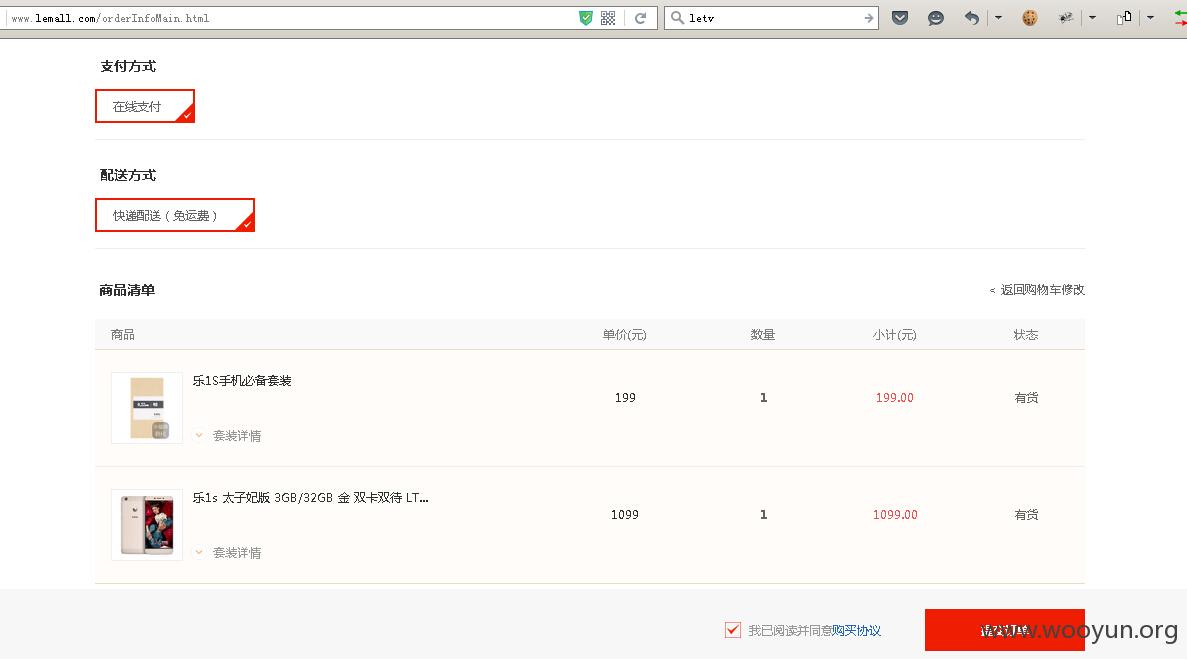 www.lemall.com/orderInfoMain.html
letv
支付方式
在线支付
配送方式
快递配送（免运费）
商品清单
< 返回购物车修改
商品 单价(元) 数量 小计(元) 状态
乐1S手机必备套装
199 1 199.00 有货
套装详情
乐1s 太子妃版 3GB/32GB 金 双卡双待 LT...
1099 1 1099.00 有货
套装详情
我已阅读并同意购买协议
提交订单
www.wooyun.org